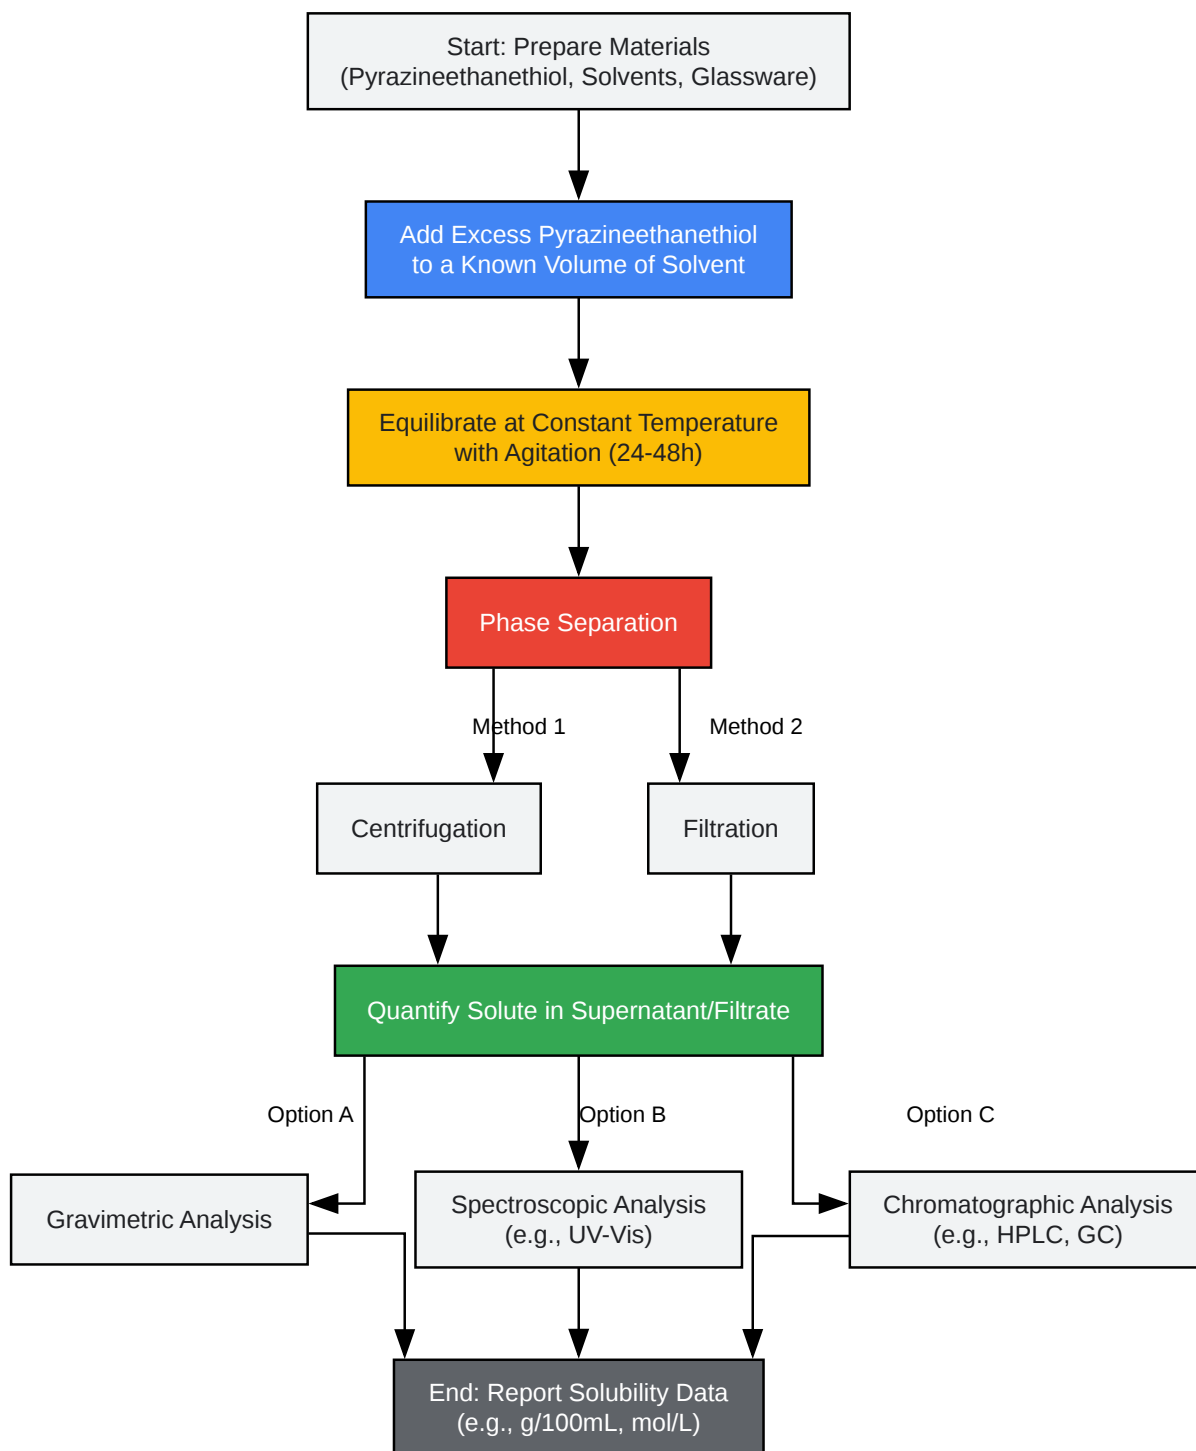 Start: Prepare Materials
(Pyrazineethanethiol, Solvents, Glassware)
Add Excess Pyrazineethanethiol
to a Known Volume of Solvent
Equilibrate at Constant Temperature
with Agitation (24-48h)
Phase Separation
Method 1
Method 2
Centrifugation
Filtration
Quantify Solute in Supernatant/Filtrate
Option A
Option B
Option C
Gravimetric Analysis
Spectroscopic Analysis
(e.g., UV-Vis)
Chromatographic Analysis
(e.g., HPLC, GC)
End: Report Solubility Data
(e.g., g/100mL, mol/L)